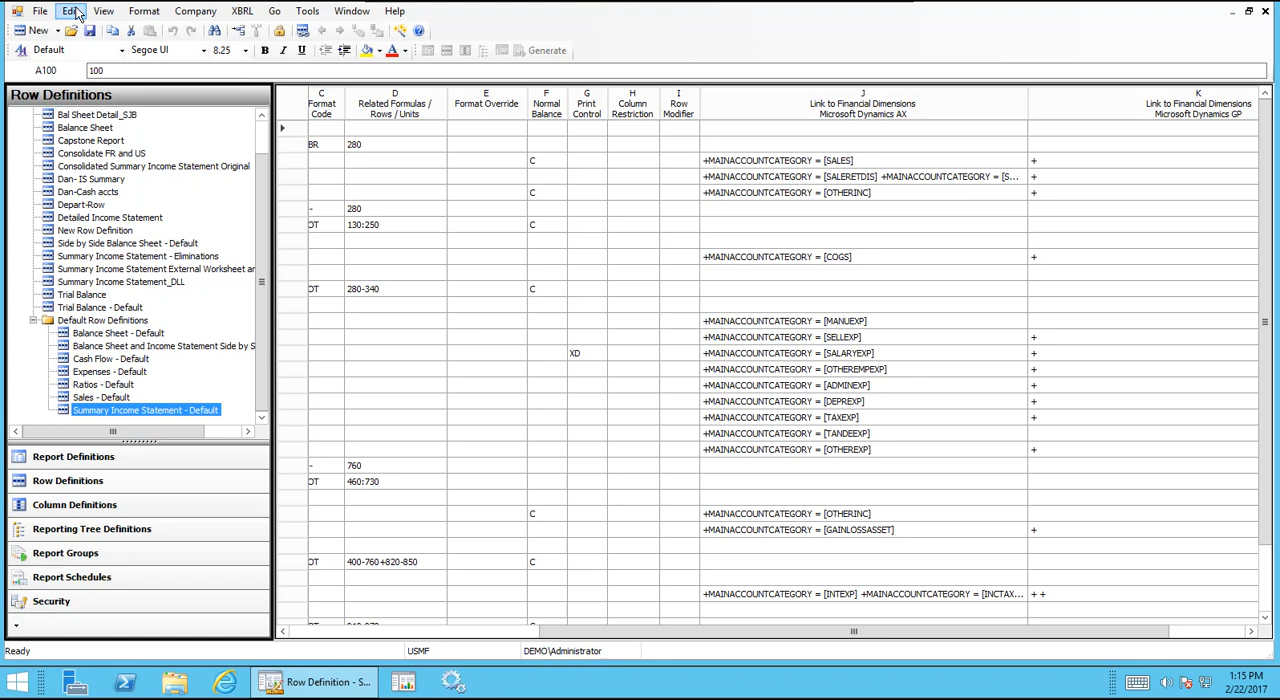 File Edit View Format Company XBRL Go Tools Window Help
New
Default Segoe UI 8.25 B I U A Generate
A100 100
Row Definitions
Bal Sheet Detail_SJB
Balance Sheet
Capstone Report
Consolidate FR and US
Consolidated Summary Income Statement Original
Dan- IS Summary
Dan-Cash accts
Depart-Row
Detailed Income Statement
New Row Definition
Side by Side Balance Sheet - Default
Summary Income Statement - Eliminations
Summary Income Statement External Worksheet ar
Summary Income Statement_DLL
Trial Balance
Trial Balance - Default
Default Row Definitions
Balance Sheet - Default
Balance Sheet and Income Statement Side by S
Cash Flow - Default
Expenses - Default
Ratios - Default
Sales - Default
Summary Income Statement - Default
Report Definitions
Row Definitions
Column Definitions
Reporting Tree Definitions
Report Groups
Report Schedules
Security
C D E F G H I J K
Format Code Related Formulas / Rows / Units Format Override Normal Balance Print Control Column Restriction Row Modifier Link to Financial Dimensions Microsoft Dynamics AX Link to Financial Dimensions Microsoft Dynamics GP
BR 280
C +MAINACCOUNTCATEGORY = [SALES] +
+MAINACCOUNTCATEGORY = [SALERETDIS] +MAINACCOUNTCATEGORY = [S... +
C +MAINACCOUNTCATEGORY = [OTHERINC] +
- 280
OT 130:250 C
+MAINACCOUNTCATEGORY = [COGS] +
OT 280-340 C
+MAINACCOUNTCATEGORY = [MANUEXP]
+MAINACCOUNTCATEGORY = [SELLEXP] +
XD +MAINACCOUNTCATEGORY = [SALARYEXP] +
+MAINACCOUNTCATEGORY = [OTHEREMPEXP] +
+MAINACCOUNTCATEGORY = [ADMINEXP] +
+MAINACCOUNTCATEGORY = [DEPREXP] +
+MAINACCOUNTCATEGORY = [TAXEXP] +
+MAINACCOUNTCATEGORY = [TANDEEXP]
+MAINACCOUNTCATEGORY = [OTHEREXP] +
- 760
OT 460:730
C +MAINACCOUNTCATEGORY = [OTHERINC]
+MAINACCOUNTCATEGORY = [GAINLOSSASSET] +
OT 400-760+820-850 C
+MAINACCOUNTCATEGORY = [INTEXP] +MAINACCOUNTCATEGORY = [INCTAX... + +
Ready USMF DEMO\Administrator
Row Definition - S...
1:15 PM
2/22/2017